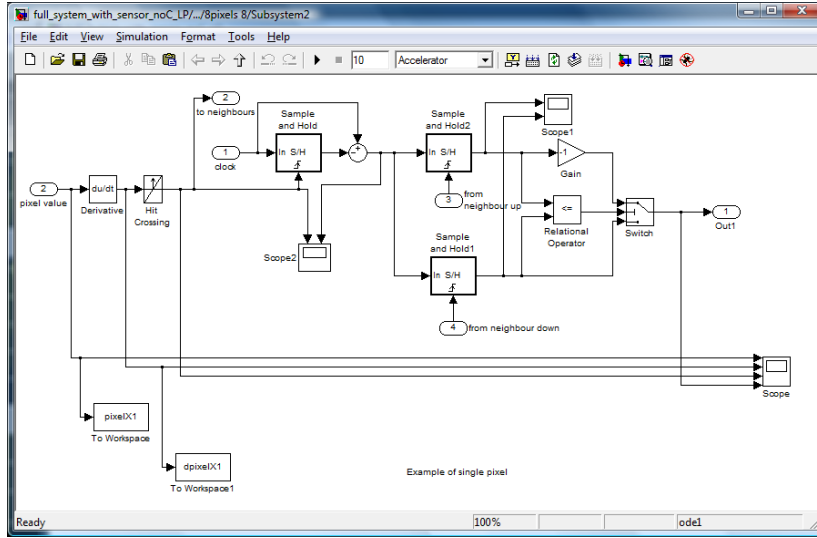 full_system_with_sensor_noC_LP/.../8pixels 8/Subsystem2
File Edit View Simulation Format Tools Help
10 Accelerator
2
to neighbours
Sample
and Hold
In S/H
1
clock
Sample
and Hold2
In S/H
Scope1
-1
Gain
2
pixel value
du/dt
Derivative
Hit
Crossing
3
from
neighbour up
<=
Relational
Operator
Switch
1
Out1
Scope2
Sample
and Hold1
In S/H
4
from neighbour down
Scope
pixelX1
To Workspace
dpixelX1
To Workspace1
Example of single pixel
Ready 100% ode1